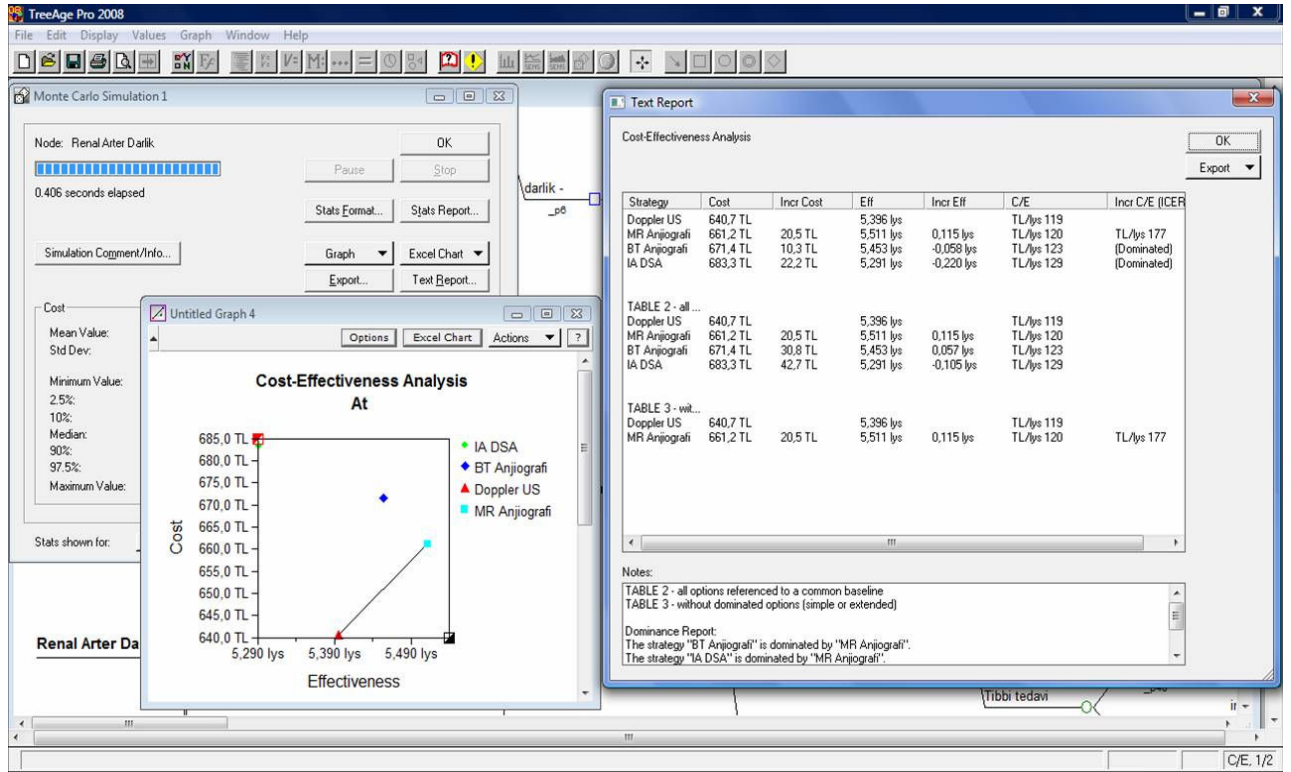 TreeAge Pro 2008
File Edit Display Values Graph Window Help
Monte Carlo Simulation 1
Node: Renal Arter Darlik
OK
Pause Stop
0.406 seconds elapsed
Stats Format... Stats Report...
Simulation Comment/Info...
Graph Excel Chart
Export... Text Report...
Cost
Mean Value:
Std Dev:
Minimum Value:
2.5%:
10%:
Median:
90%:
97.5%:
Maximum Value:
Stats shown for:
Renal Arter Da
darlik -
_p6
Untitled Graph 4
Options Excel Chart Actions ?
Cost-Effectiveness Analysis
At
685,0 TL
680,0 TL
675,0 TL
670,0 TL
665,0 TL
660,0 TL
655,0 TL
650,0 TL
645,0 TL
640,0 TL
Cost
5,290 lys 5,390 lys 5,490 lys
Effectiveness
IA DSA
BT Anjiografi
Doppler US
MR Anjiografi
Text Report
Cost-Effectiveness Analysis
OK
Export
Strategy Cost Incr Cost Eff Incr Eff C/E Incr C/E (ICER
Doppler US 640,7 TL 5,396 lys TL/lys 119
MR Anjiografi 661,2 TL 20,5 TL 5,511 lys 0,115 lys TL/lys 120 TL/lys 177
BT Anjiografi 671,4 TL 10,3 TL 5,453 lys -0,058 lys TL/lys 123 (Dominated)
IA DSA 683,3 TL 22,2 TL 5,291 lys -0,220 lys TL/lys 129 (Dominated)
TABLE 2 - all ...
Doppler US 640,7 TL 5,396 lys TL/lys 119
MR Anjiografi 661,2 TL 20,5 TL 5,511 lys 0,115 lys TL/lys 120
BT Anjiografi 671,4 TL 30,8 TL 5,453 lys 0,057 lys TL/lys 123
IA DSA 683,3 TL 42,7 TL 5,291 lys -0,105 lys TL/lys 129
TABLE 3 - wit...
Doppler US 640,7 TL 5,396 lys TL/lys 119
MR Anjiografi 661,2 TL 20,5 TL 5,511 lys 0,115 lys TL/lys 120 TL/lys 177
Notes:
TABLE 2 - all options referenced to a common baseline
TABLE 3 - without dominated options (simple or extended)
Dominance Report:
The strategy "BT Anjiografi" is dominated by "MR Anjiografi".
The strategy "IA DSA" is dominated by "MR Anjiografi".
Tibbi tedavi
C/E, 1/2